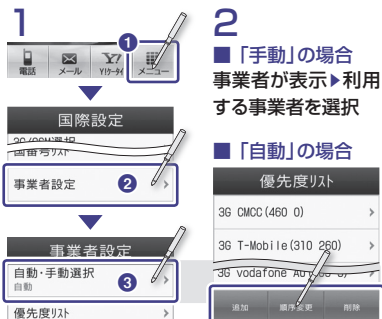 1
1
電話 メール Y!ケータイ メニュー
国際設定
国番号リスト
事業者設定 2
事業者設定
自動・手動選択
自動 3
優先度リスト
2
■「手動」の場合
事業者が表示▶利用
する事業者を選択
■「自動」の場合
優先度リスト
3G CMCC(460 0)
3G T-Mobile(310 260)
3G vodafone
追加 順序変更 削除